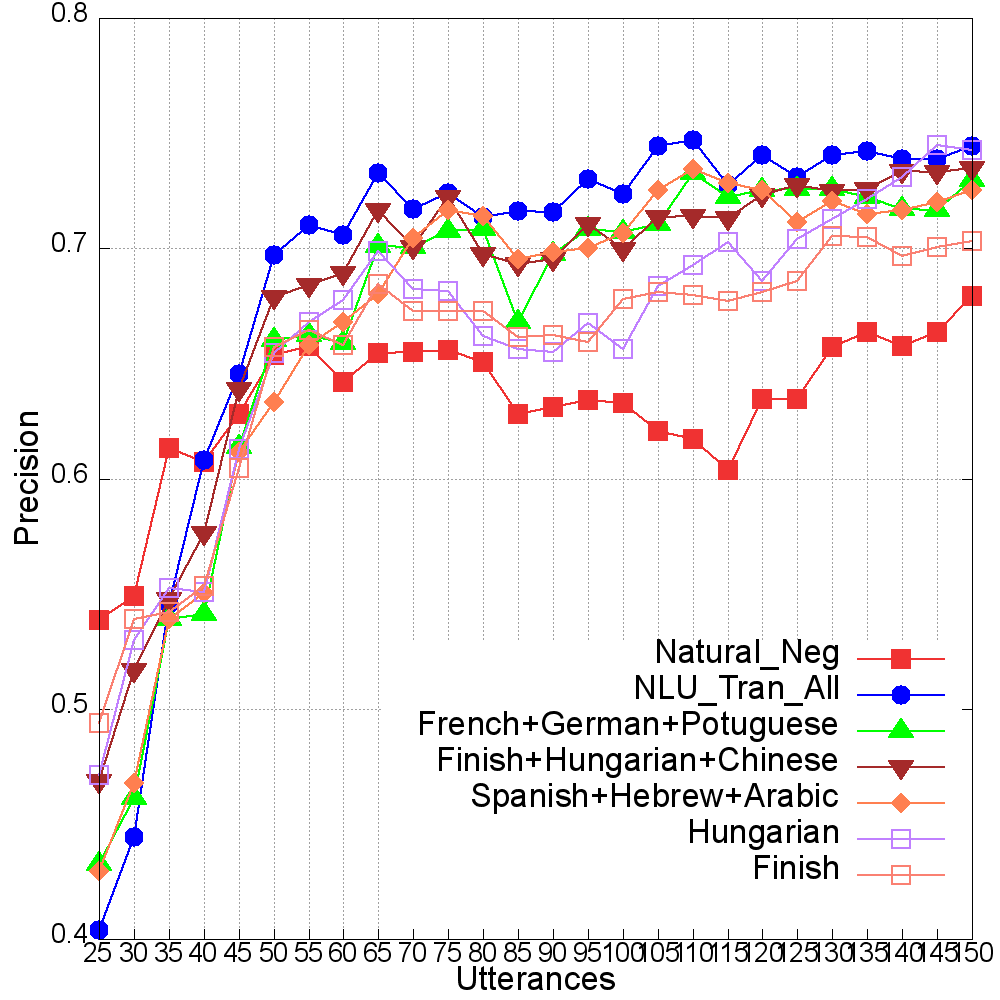 0.8
0.7
0.6
0.5
0.4
Precision
25 30 35 40 45 50 55 60 65 70 75 80 85 90 95 100 105 110 115 120 125 130 135 140 145 150
Utterances
Natural_Neg
NLU_Tran_All
French+German+Potuguese
Finish+Hungarian+Chinese
Spanish+Hebrew+Arabic
Hungarian
Finish